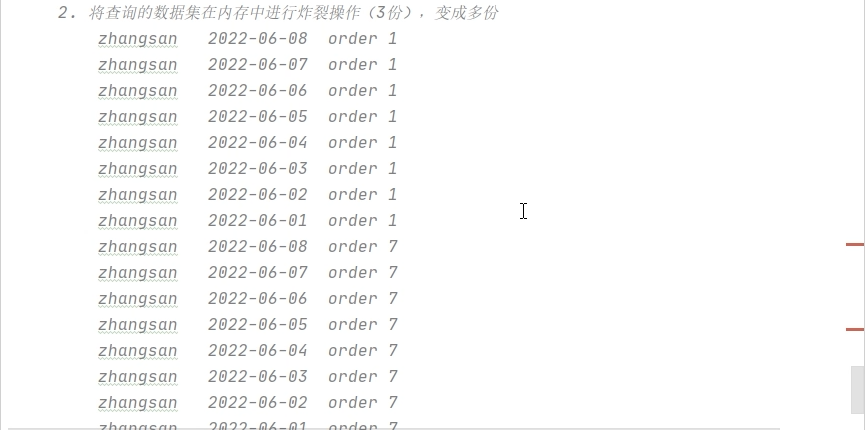 2. 将查询的数据集在内存中进行炸裂操作（3份），变成多份
zhangsan 2022-06-08 order 1
zhangsan 2022-06-07 order 1
zhangsan 2022-06-06 order 1
zhangsan 2022-06-05 order 1
zhangsan 2022-06-04 order 1
zhangsan 2022-06-03 order 1
zhangsan 2022-06-02 order 1
zhangsan 2022-06-01 order 1
zhangsan 2022-06-08 order 7
zhangsan 2022-06-07 order 7
zhangsan 2022-06-06 order 7
zhangsan 2022-06-05 order 7
zhangsan 2022-06-04 order 7
zhangsan 2022-06-03 order 7
zhangsan 2022-06-02 order 7
zhangsan 2022-06-01 order 7